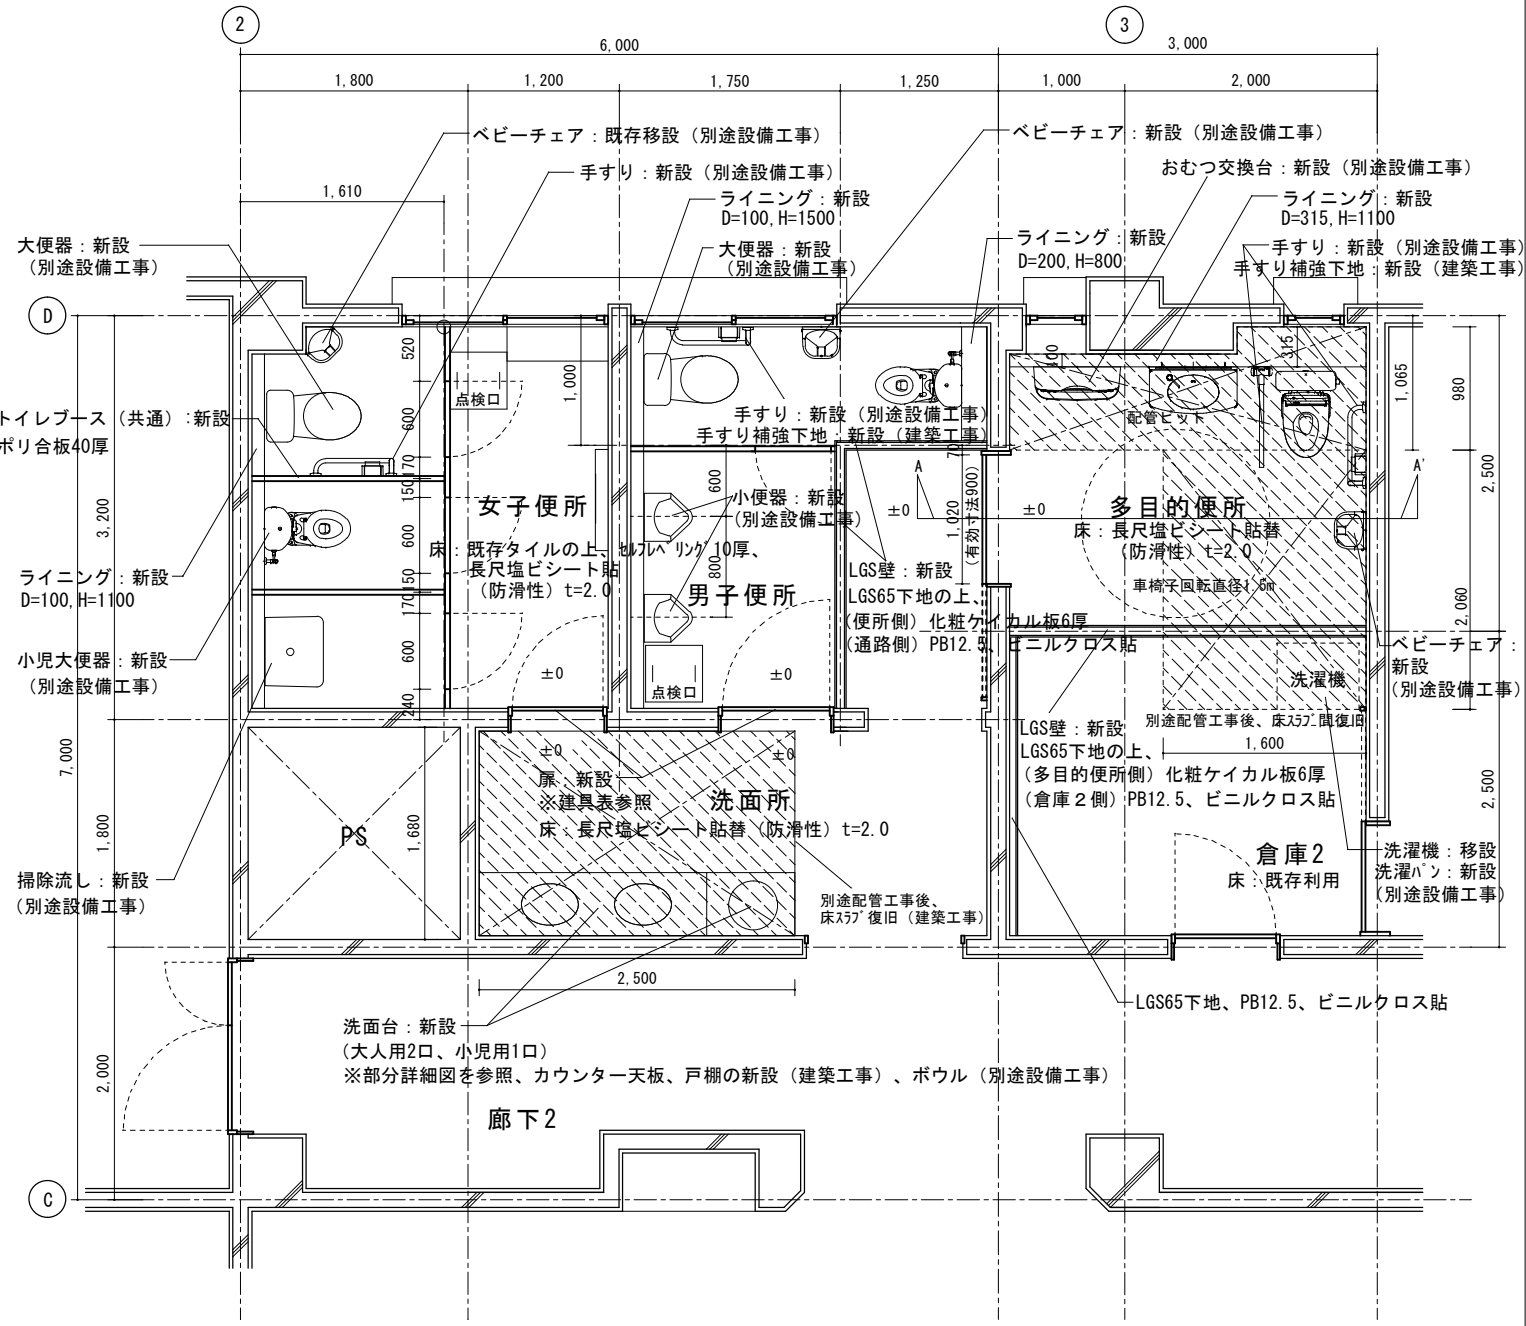 2
3
6,000
3,000
1,800
1,200
1,750
1,250
1,000
2,000
ベビーチェア：既存移設（別途設備工事）
ベビーチェア：新設（別途設備工事）
手すり：新設（別途設備工事）
おむつ交換台：新設（別途設備工事）
1,610
ライニング：新設
D=100,H=1500
ライニング：新設
D=315,H=1100
大便器：新設
（別途設備工事）
大便器：新設
（別途設備工事）
ライニング：新設
D=200,H=800
手すり：新設（別途設備工事）
手すり補強下地：新設（建築工事）
D
520
600
170
150
600
150
170
600
240
1,000
点検口
400
315
1,065
980
トイレブース（共通）：新設
ポリ合板40厚
手すり：新設（別途設備工事）
手すり補強下地：新設（建築工事）
配管ピット
70
600
800
A
A'
±0
±0
1,020
（有効寸法900）
2,500
3,200
女子便所
床：既存タイルの上、セルフレベリング10厚、
長尺塩ビシート貼
（防滑性）t=2.0
小便器：新設
（別途設備工事）
男子便所
多目的便所
床：長尺塩ビシート貼替
（防滑性）t=2.0
車椅子回転直径1.5m
2,060
ライニング：新設
D=100,H=1100
LGS壁：新設
LGS65下地の上、
（便所側）化粧ケイカル板6厚
（通路側）PB12.5、ビニルクロス貼
小児大便器：新設
（別途設備工事）
ベビーチェア：
新設
（別途設備工事）
±0
±0
点検口
洗濯機
別途配管工事後、床スラブ開復旧
1,600
LGS壁：新設
LGS65下地の上、
（多目的便所側）化粧ケイカル板6厚
（倉庫２側）PB12.5、ビニルクロス貼
7,000
1,800
±0
±0
扉：新設
※建具表参照
洗面所
床：長尺塩ビシート貼替（防滑性）t=2.0
PS
1,680
2,500
倉庫2
床：既存利用
洗濯機：移設
洗濯パン：新設
（別途設備工事）
掃除流し：新設
（別途設備工事）
別途配管工事後、
床スラブ復旧（建築工事）
2,500
LGS65下地、PB12.5、ビニルクロス貼
洗面台：新設
（大人用2口、小児用1口）
※部分詳細図を参照、カウンター天板、戸棚の新設（建築工事）、ボウル（別途設備工事）
2,000
廊下2
C